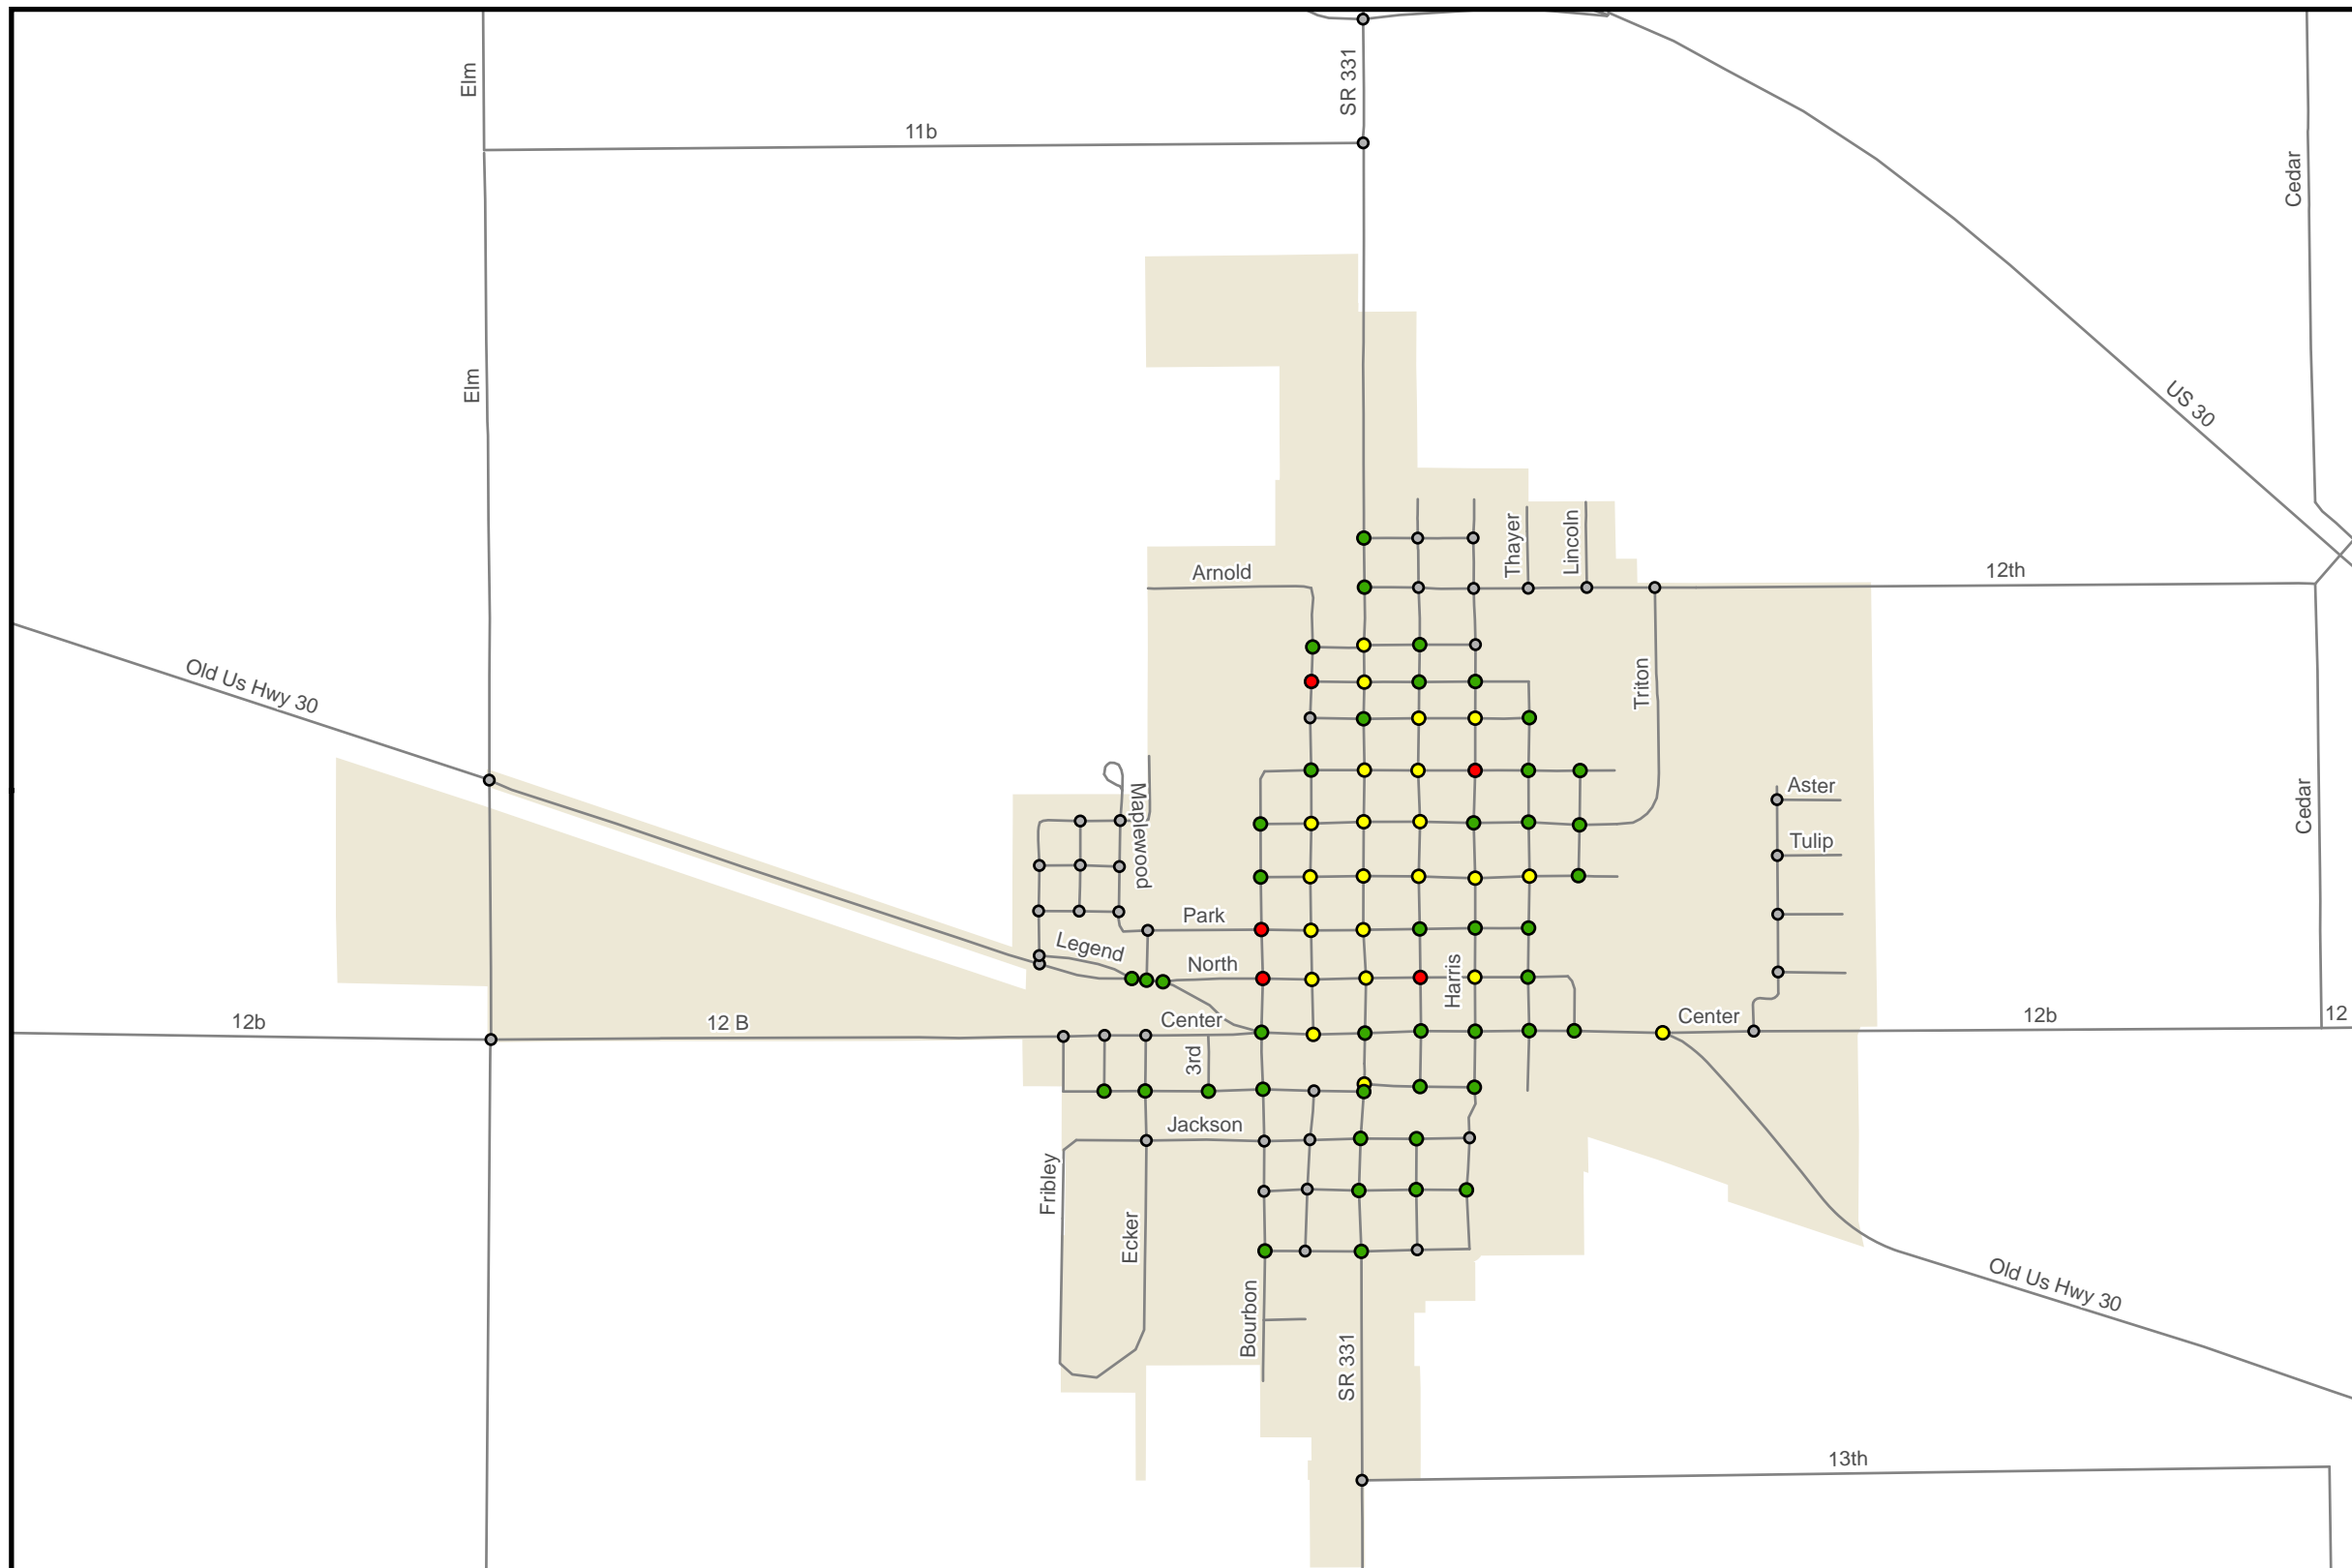 Elm
SR 331
11b
Cedar
Elm
US 30
Thayer
Lincoln
Arnold
12th
Old Us Hwy 30
Triton
Maplewood
Aster
Cedar
Tulip
Park
Legend
North
Harris
12b
12 B
Center
Center
12b
12
3rd
Jackson
Fribley
Ecker
Bourbon
SR 331
Old Us Hwy 30
13th